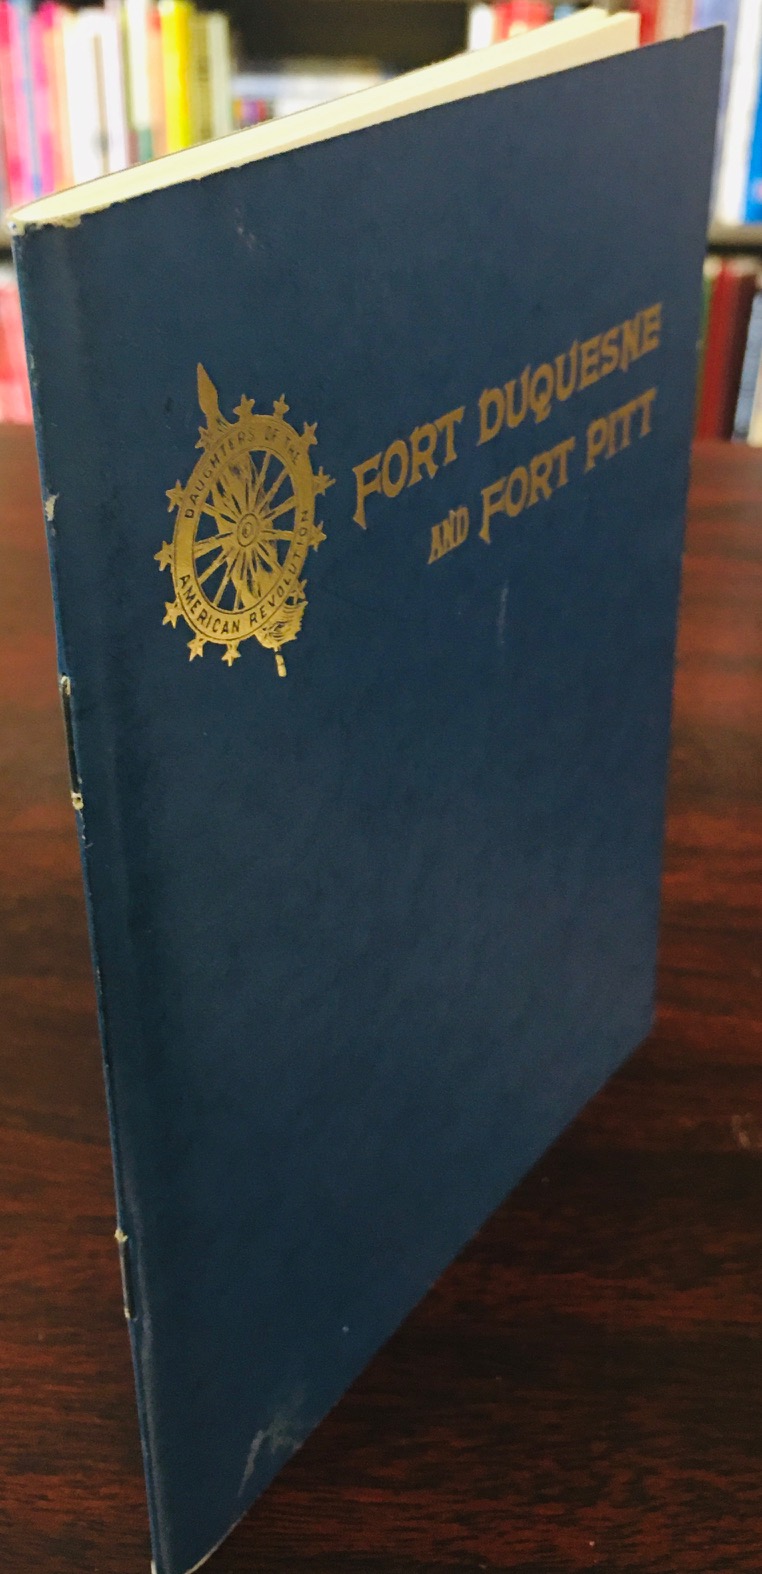 DAUGHTERS OF THE
AMERICAN REVOLUTION
FORT DUQUESNE
AND FORT PITT